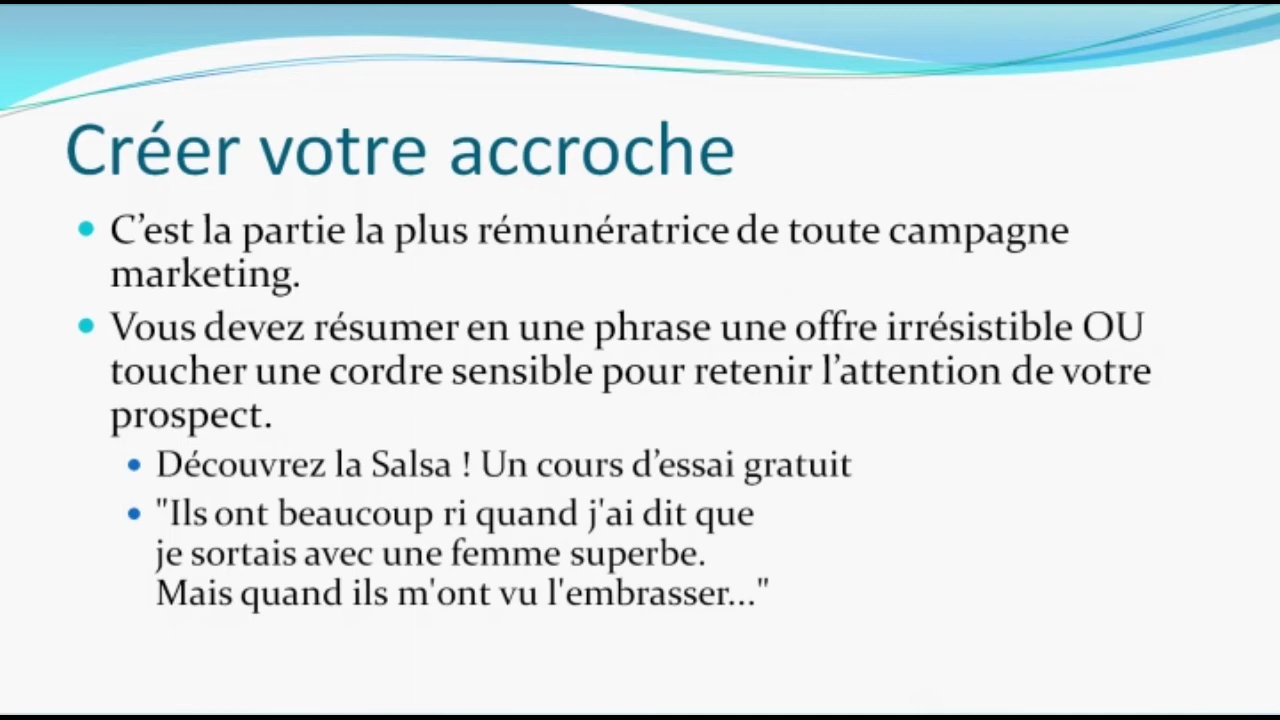 Créer votre accroche
• C’est la partie la plus rémunératrice de toute campagne
marketing.
• Vous devez résumer en une phrase une offre irrésistible OU
toucher une cordre sensible pour retenir l’attention de votre
prospect.
• Découvrez la Salsa ! Un cours d’essai gratuit
• "Ils ont beaucoup ri quand j'ai dit que
je sortais avec une femme superbe.
Mais quand ils m'ont vu l'embrasser..."